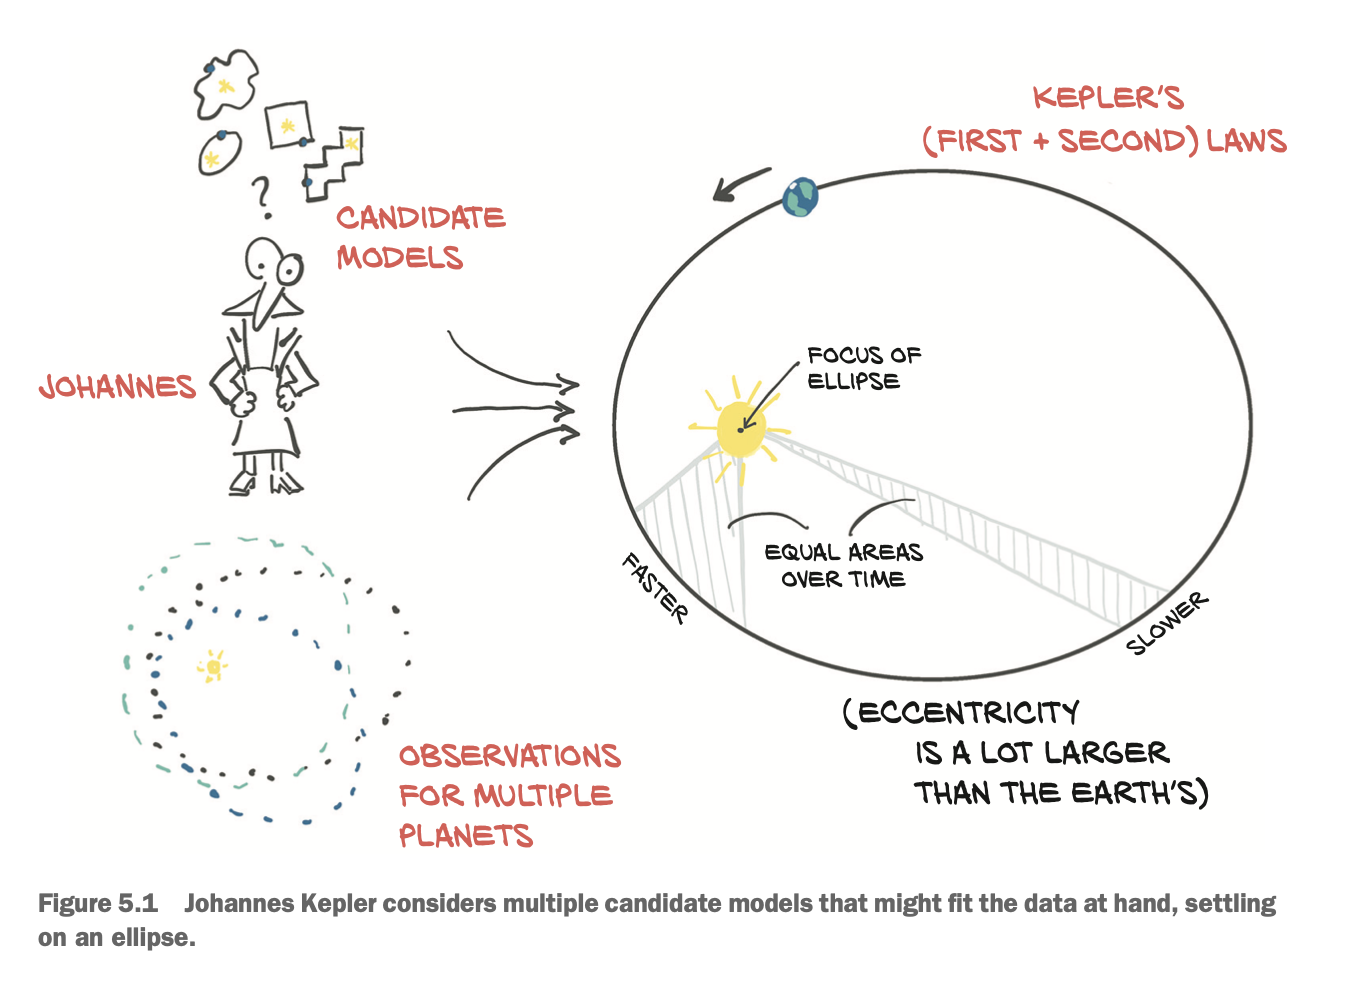 KEPLER'S
(FIRST + SECOND) LAWS
?
CANDIDATE
MODELS
JOHANNES
FOCUS OF
ELLIPSE
EQUAL AREAS
OVER TIME
FASTER
SLOWER
(ECCENTRICITY
IS A LOT LARGER
THAN THE EARTH'S)
OBSERVATIONS
FOR MULTIPLE
PLANETS
Figure 5.1 Johannes Kepler considers multiple candidate models that might fit the data at hand, settling
on an ellipse.